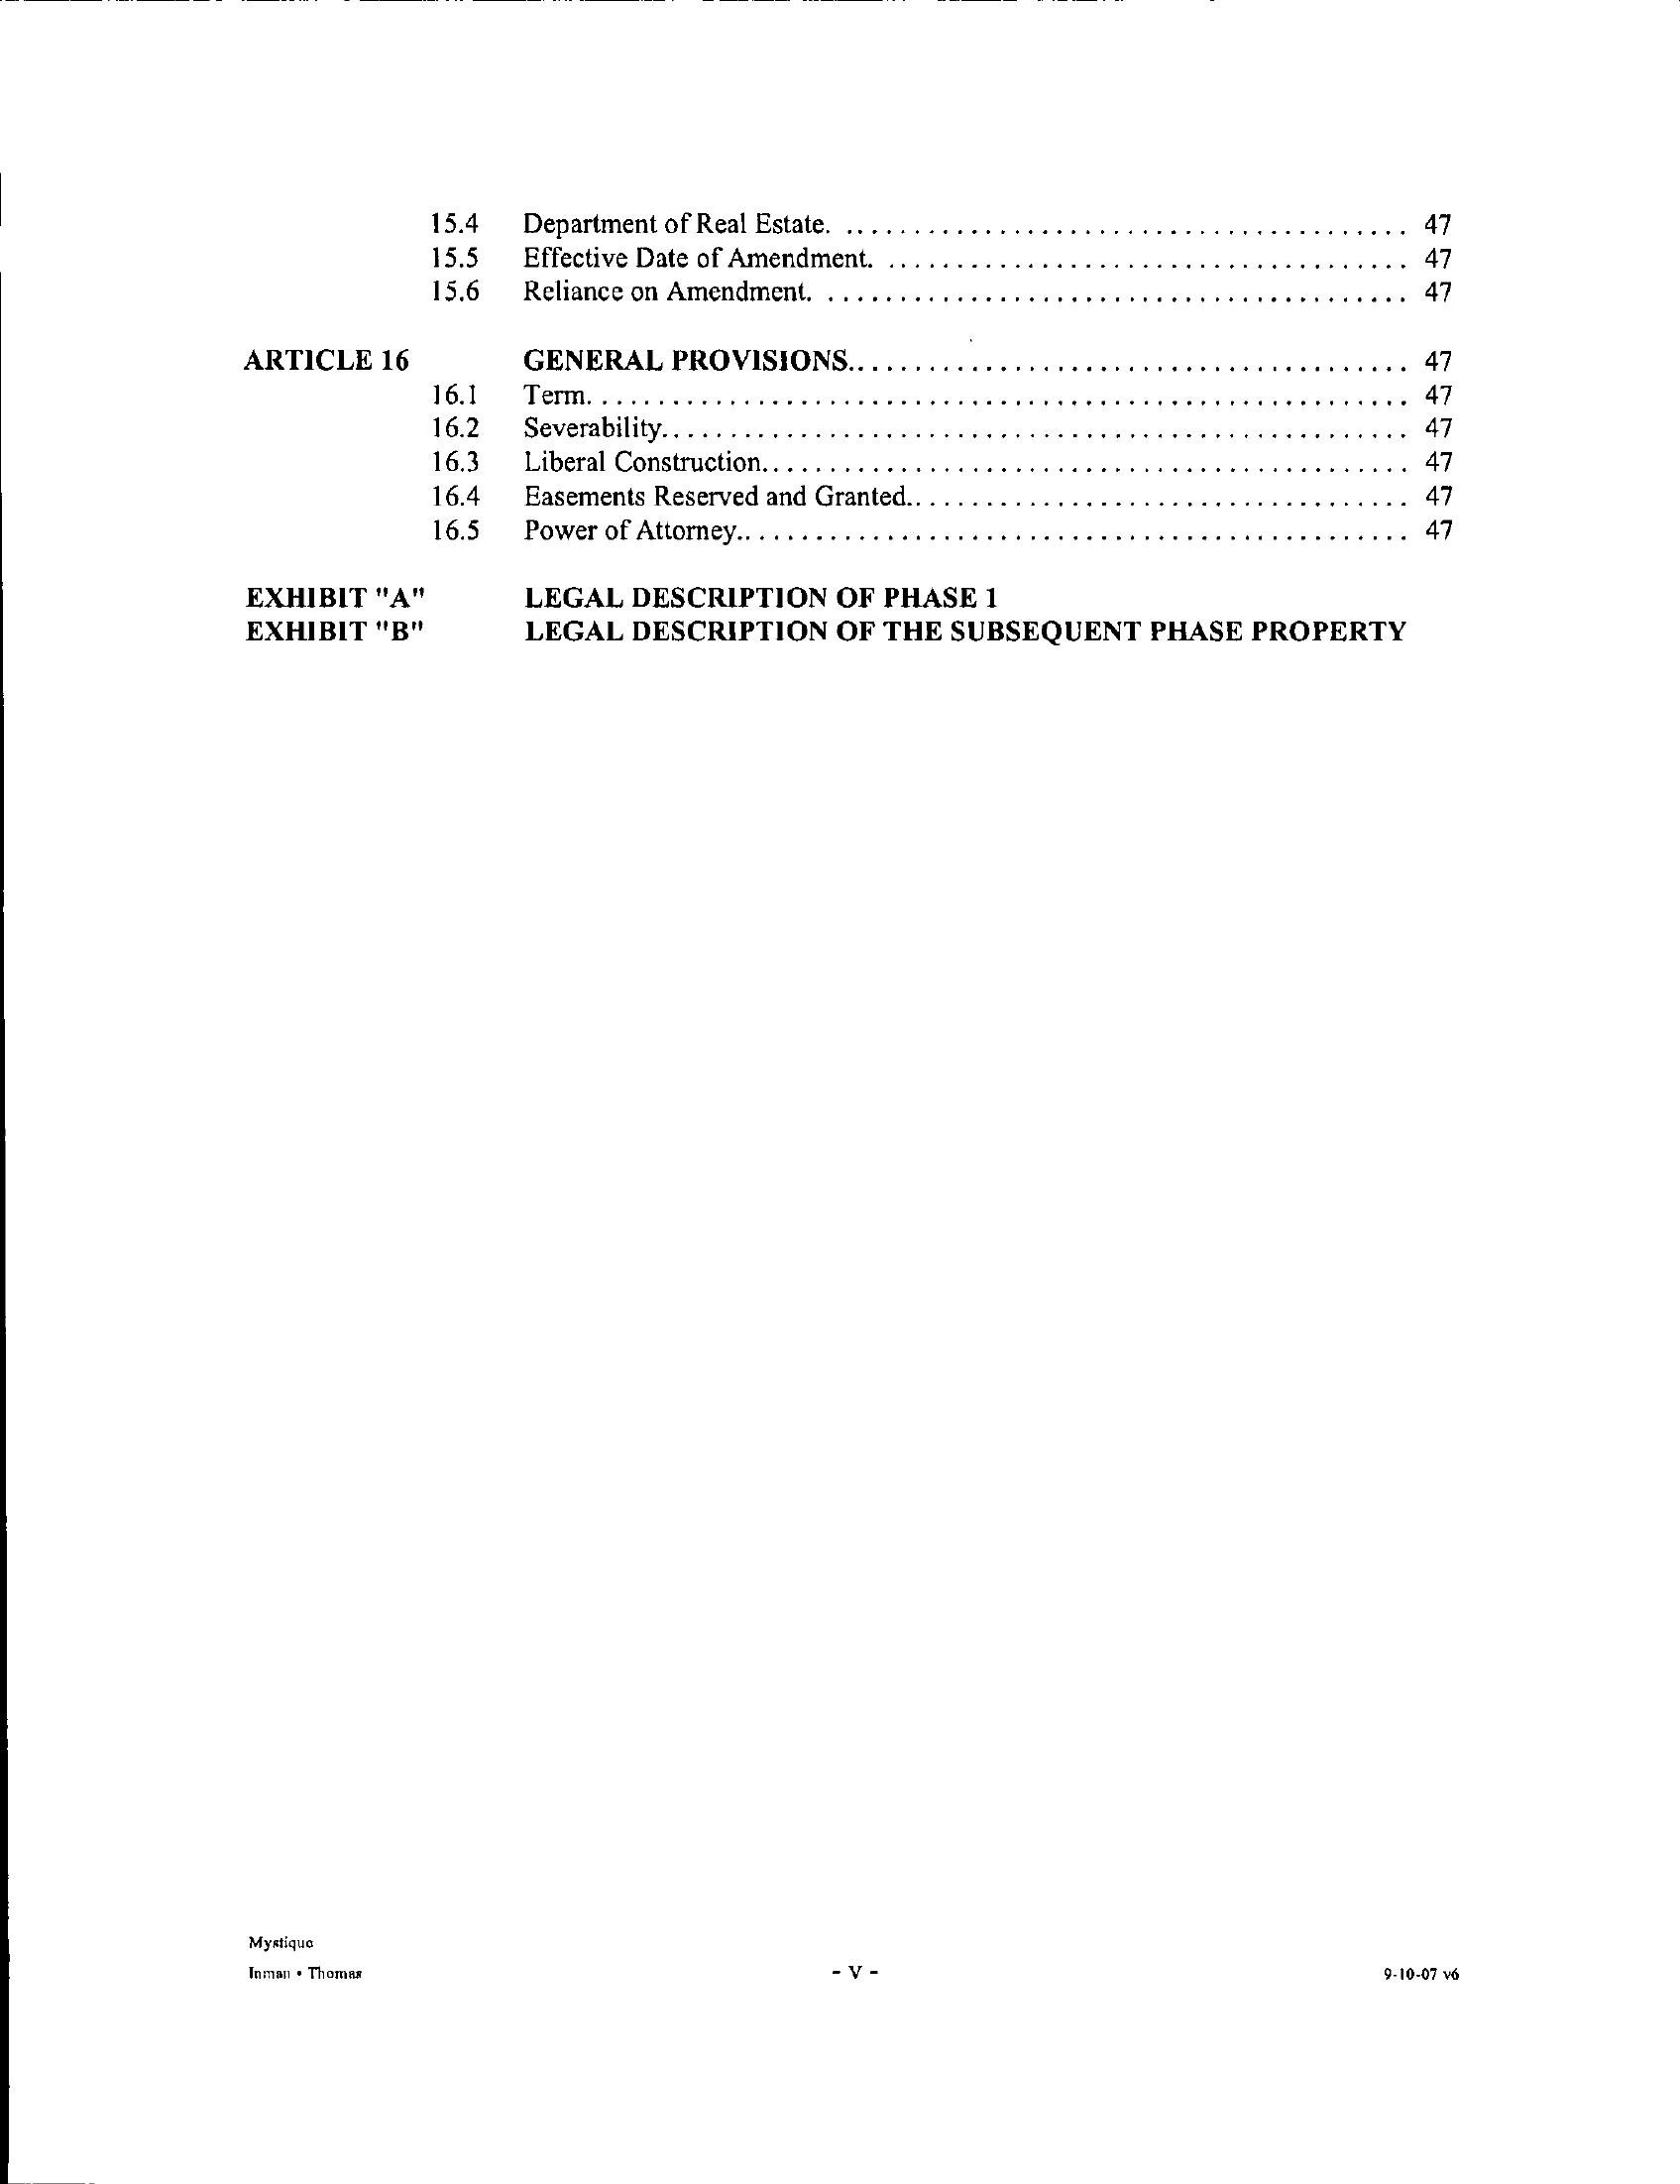 15.4 Department of Real Estate. ........................................ 47
15.5 Effective Date of Amendment. ..................................... 47
15.6 Reliance on Amendment. ......................................... 47
ARTICLE 16 GENERAL PROVISIONS........................................ 47
16.1 Term.......................................................... 47
16.2 Severability..................................................... 47
16.3 Liberal Construction.............................................. 47
16.4 Easements Reserved and Granted.................................... 47
16.5 Power of Attorney................................................ 47
EXHIBIT "A" LEGAL DESCRIPTION OF PHASE 1
EXHIBIT "B" LEGAL DESCRIPTION OF THE SUBSEQUENT PHASE PROPERTY
Mystique
Inman • Thomas - V - 9-10-07 v6